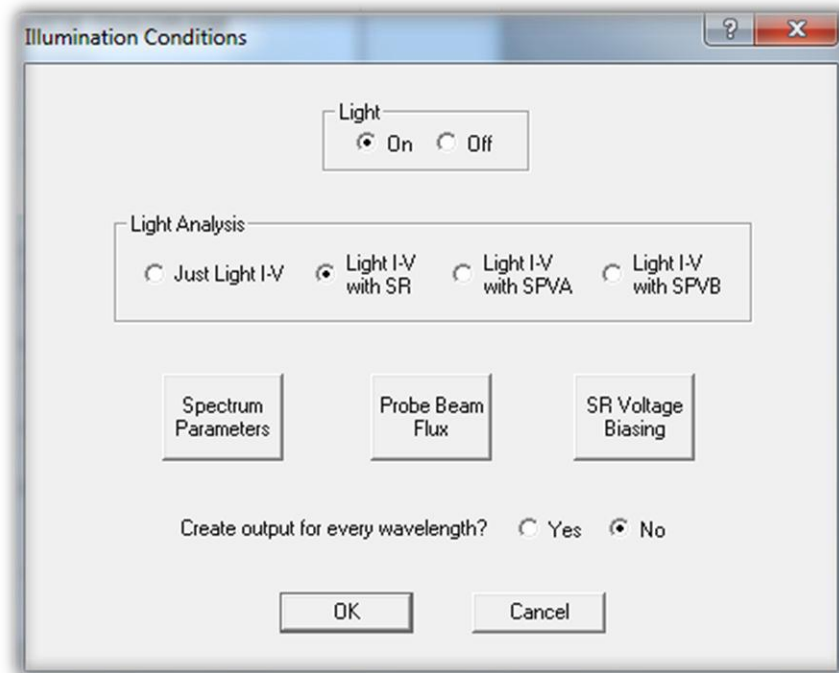 Illumination Conditions
?
X
Light
On Off
Light Analysis
Just Light I-V
Light I-V
with SR
Light I-V
with SPVA
Light I-V
with SPVB
Spectrum
Parameters
Probe Beam
Flux
SR Voltage
Biasing
Create output for every wavelength? Yes No
OK Cancel